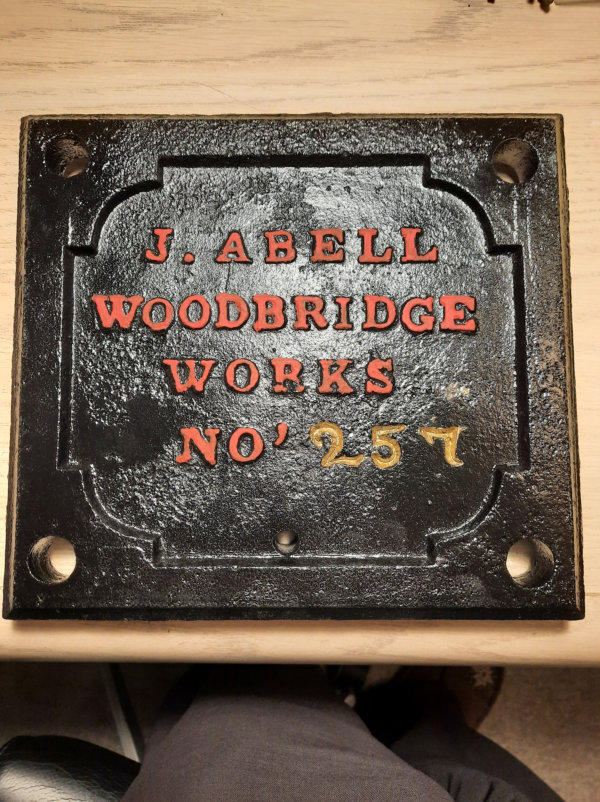 J. ABELL
WOODBRIDGE
WORKS
NO' 257